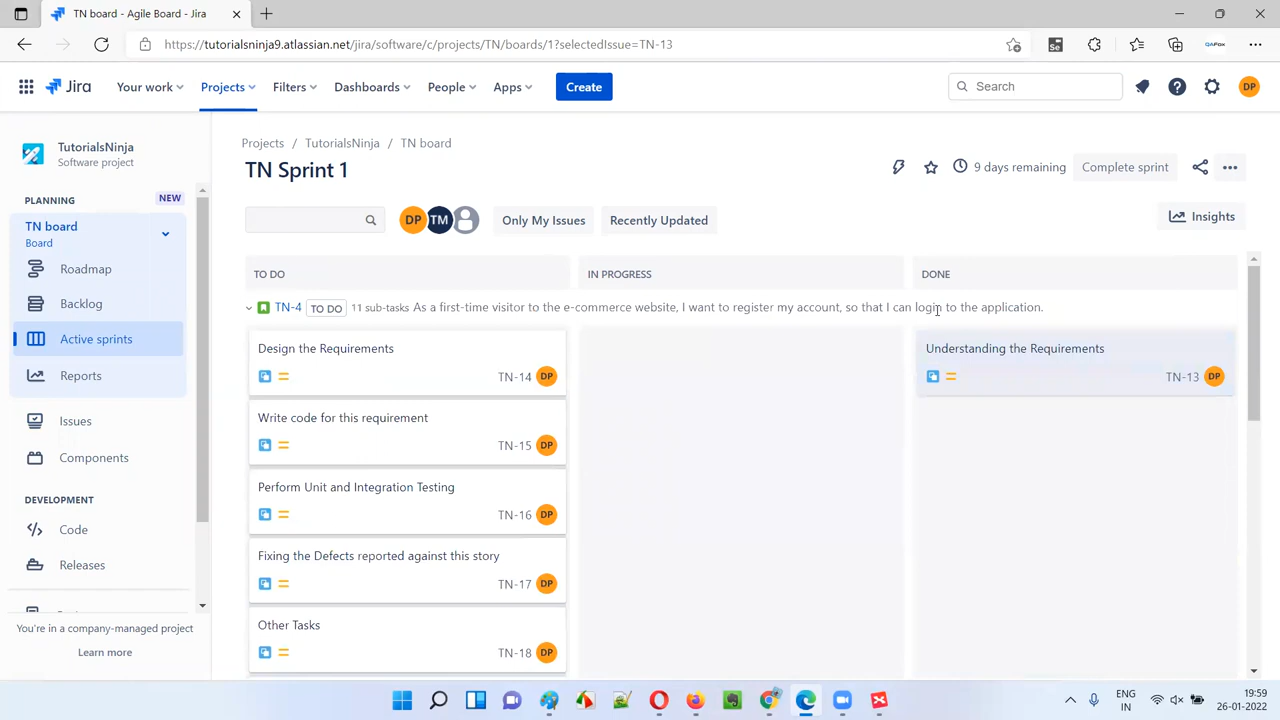 TN board - Agile Board - Jira
https://tutorialsninja9.atlassian.net/jira/software/c/projects/TN/boards/1?selectedIssue=TN-13
Se
QAFOX
Jira
Your work
Projects
Filters
Dashboards
People
Apps
Create
Search
DP
TutorialsNinja
Software project
PLANNING
NEW
TN board
Board
Roadmap
Backlog
Active sprints
Reports
Issues
Components
DEVELOPMENT
Code
Releases
You're in a company-managed project
Learn more
Projects / TutorialsNinja / TN board
TN Sprint 1
9 days remaining
Complete sprint
DP
TM
Only My Issues
Recently Updated
Insights
TO DO
IN PROGRESS
DONE
TN-4 TO DO 11 sub-tasks As a first-time visitor to the e-commerce website, I want to register my account, so that I can login to the application.
Design the Requirements
TN-14 DP
Write code for this requirement
TN-15 DP
Perform Unit and Integration Testing
TN-16 DP
Fixing the Defects reported against this story
TN-17 DP
Other Tasks
TN-18 DP
Understanding the Requirements
TN-13 DP
ENG
IN
19:59
26-01-2022